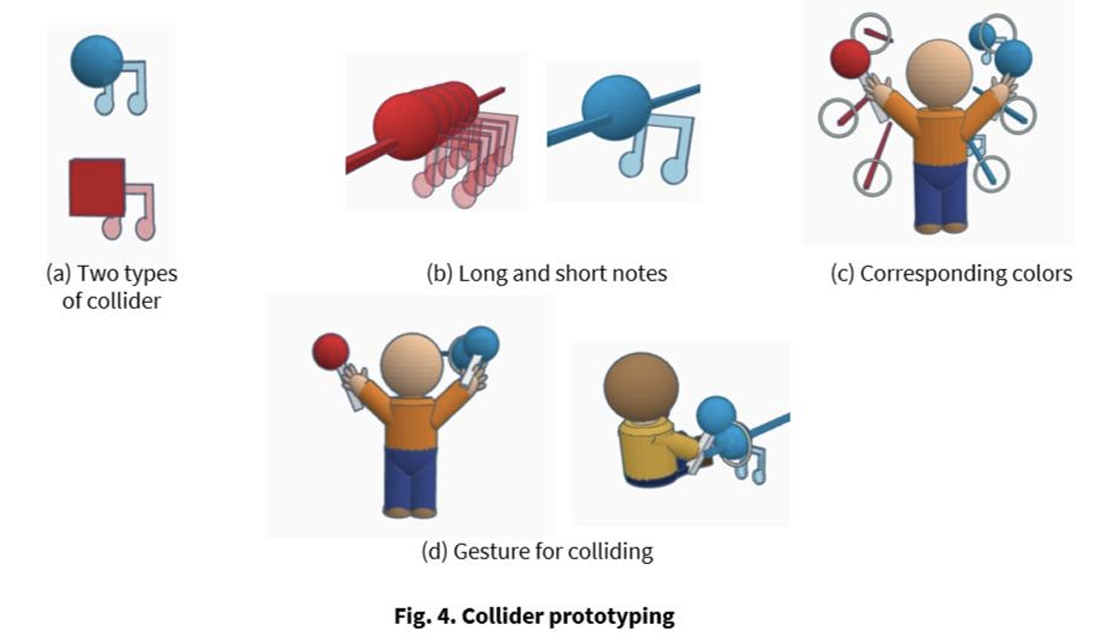 (a) Two types
of collider
(b) Long and short notes
(c) Corresponding colors
(d) Gesture for colliding
Fig. 4. Collider prototyping